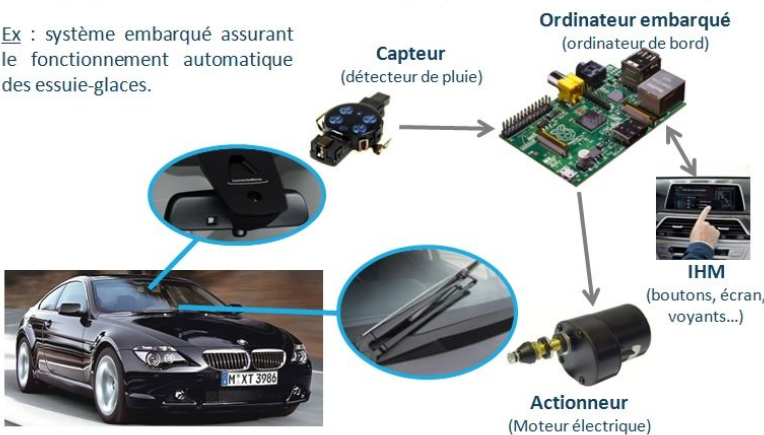 Ex : système embarqué assurant
le fonctionnement automatique
des essuie-glaces.
Capteur
(détecteur de pluie)
Ordinateur embarqué
(ordinateur de bord)
IHM
(boutons, écran,
voyants...)
Actionneur
(Moteur électrique)
M XT 3986